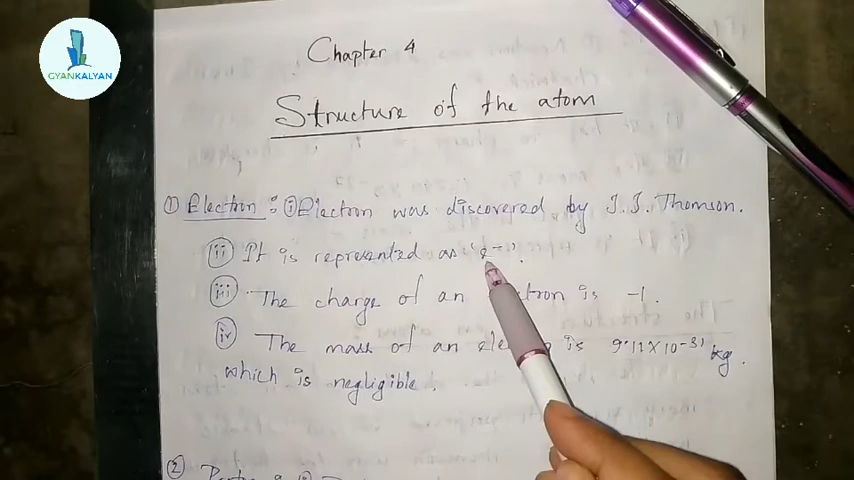 GYANKALYAN
Chapter 4
Structure of the atom
① Electron : ⓘ Electron was discovered by J.J. Thomson.
ⓘⓘ It is represented as 'e⁻'.
ⓘⓘⓘ The charge of an is -1.
ⓘⓥ The mass of an is 9.11×10⁻³¹ kg.
which is negligible.
②